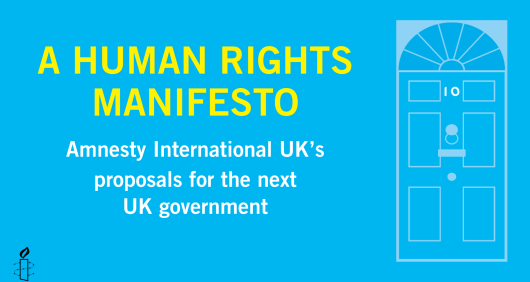 A HUMAN RIGHTS
MANIFESTO
Amnesty International UK's
proposals for the next
UK government
10